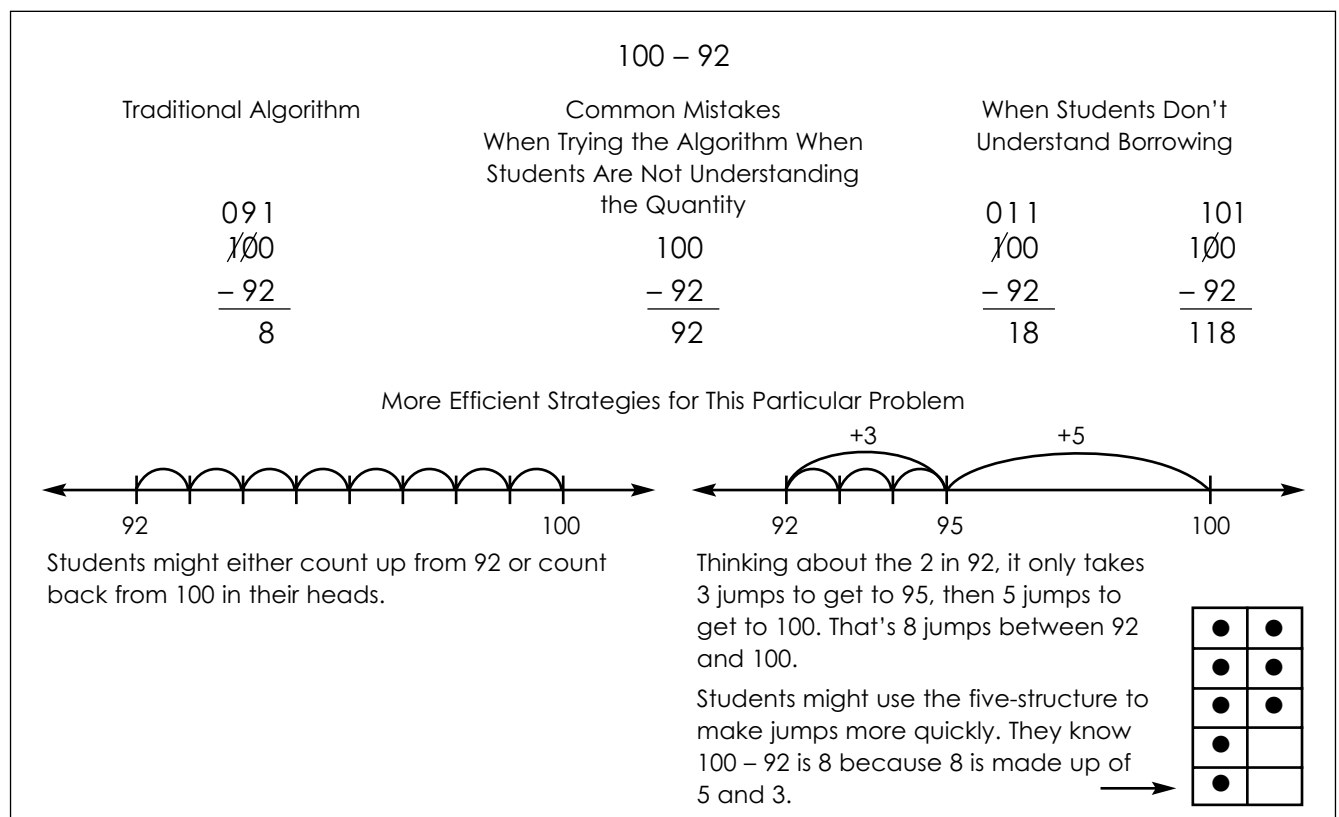 100 – 92
Traditional Algorithm
091
100
– 92
8
Common Mistakes
When Trying the Algorithm When
Students Are Not Understanding
the Quantity
100
– 92
92
When Students Don’t
Understand Borrowing
011
100
– 92
18
101
100
– 92
118
More Efficient Strategies for This Particular Problem
92 100
Students might either count up from 92 or count
back from 100 in their heads.
+3 +5
92 95 100
Thinking about the 2 in 92, it only takes
3 jumps to get to 95, then 5 jumps to
get to 100. That’s 8 jumps between 92
and 100.
Students might use the five-structure to
make jumps more quickly. They know
100 – 92 is 8 because 8 is made up of
5 and 3.